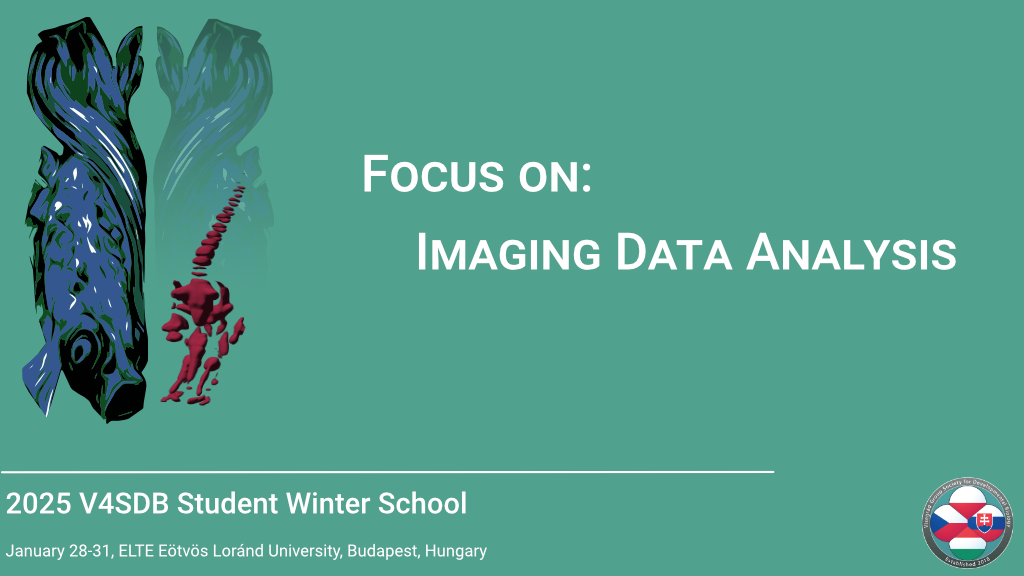 Focus on:
Imaging Data Analysis
2025 V4SDB Student Winter School
January 28-31, ELTE Eötvös Loránd University, Budapest, Hungary
Visegrád Group Society for Developmental Biology
Established 2018